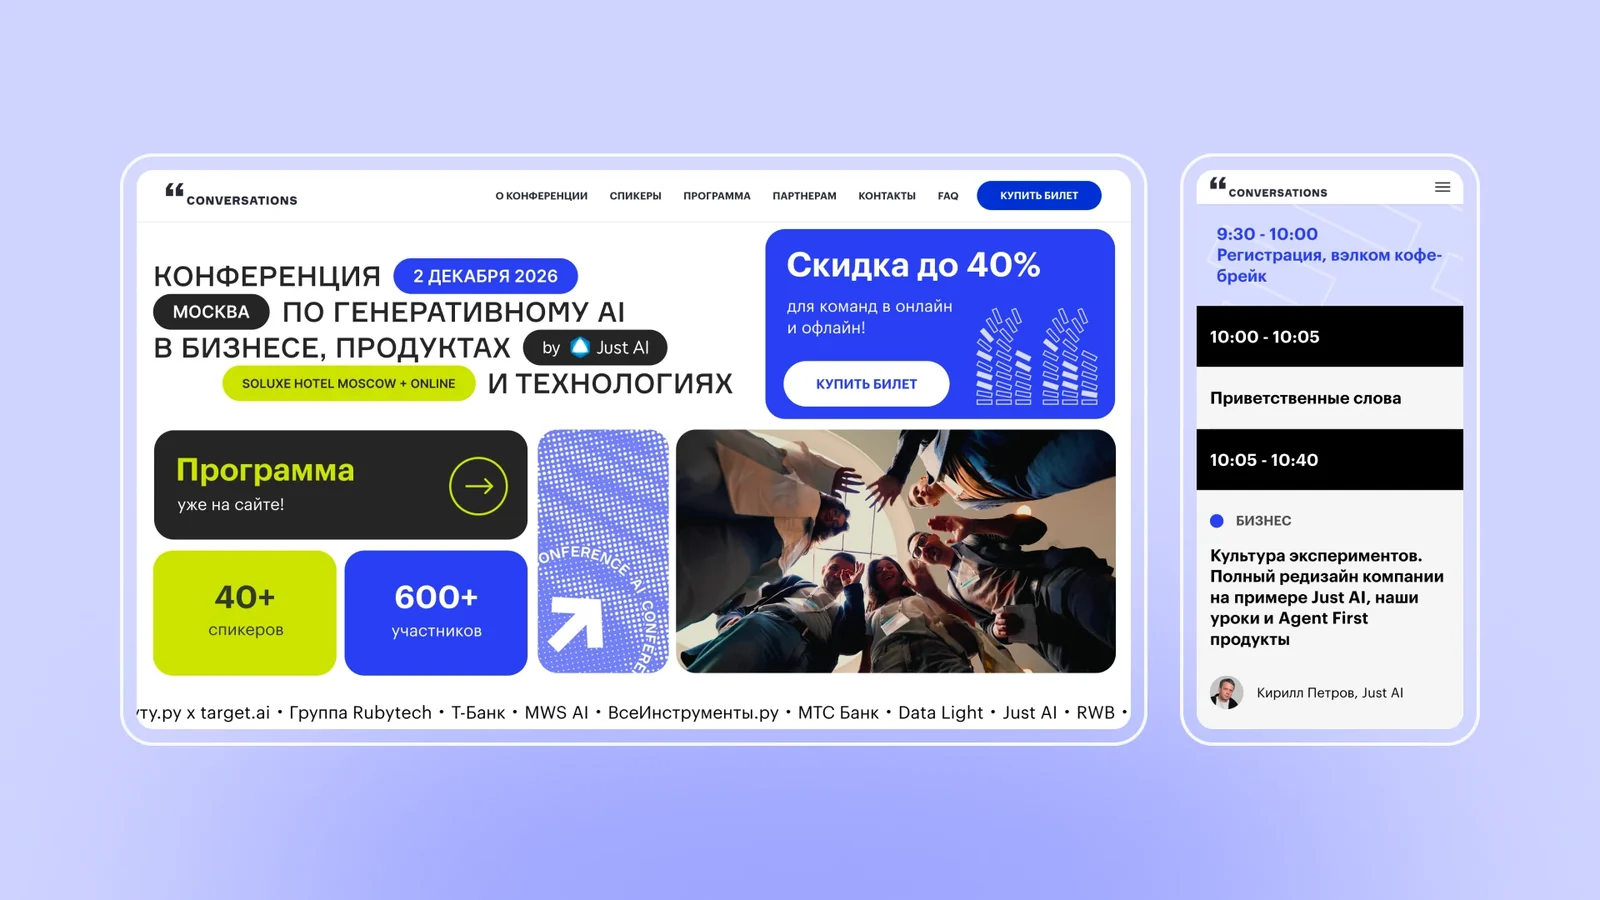 CONVERSATIONS
О КОНФЕРЕНЦИИ СПИКЕРЫ ПРОГРАММА ПАРТНЕРАМ КОНТАКТЫ FAQ КУПИТЬ БИЛЕТ
КОНФЕРЕНЦИЯ 2 ДЕКАБРЯ 2026
МОСКВА ПО ГЕНЕРАТИВНОМУ AI
В БИЗНЕСЕ, ПРОДУКТАХ by Just AI
SOLUXE HOTEL MOSCOW + ONLINE И ТЕХНОЛОГИЯХ
Скидка до 40%
для команд в онлайн
и офлайн!
КУПИТЬ БИЛЕТ
Программа
уже на сайте!
40+
спикеров
600+
участников
ONFERENCE · AI CONFERE
уту.ру x target.ai • Группа Rubytech • Т-Банк • MWS AI • ВсеИнструменты.ру • МТС Банк • Data Light • Just AI • RWB •
CONVERSATIONS
9:30 - 10:00
Регистрация, вэлком кофе-
брейк
10:00 - 10:05
Приветственные слова
10:05 - 10:40
БИЗНЕС
Культура экспериментов.
Полный редизайн компании
на примере Just AI, наши
уроки и Agent First
продукты
Кирилл Петров, Just AI